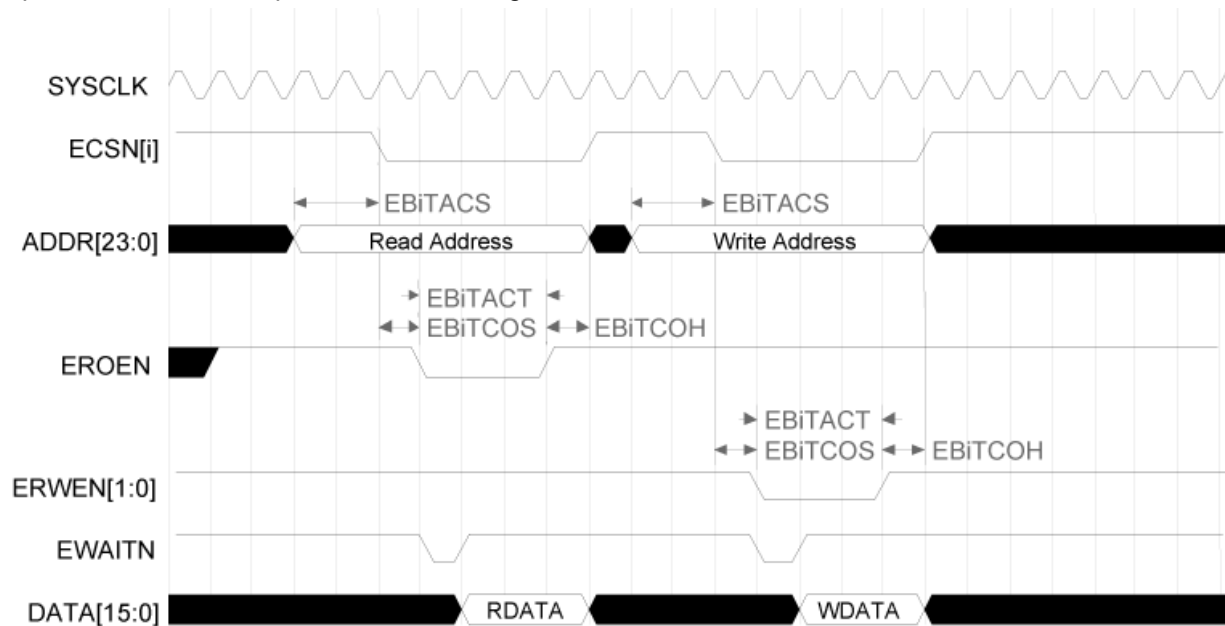 SYSCLK
ECSN[i]
EBiTACS EBiTACS
ADDR[23:0] Read Address Write Address
EBiTACT
EBiTCOS EBiTCOH
EROEN
EBiTACT
EBiTCOS EBiTCOH
ERWEN[1:0]
EWAITN
DATA[15:0] RDATA WDATA